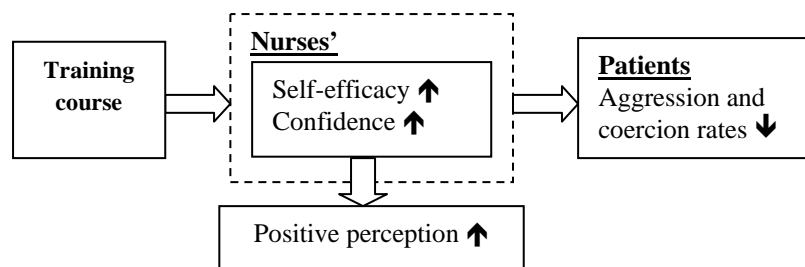 Training
course
Nurses’
Self-efficacy ↑
Confidence ↑
Positive perception ↑
Patients
Aggression and
coercion rates ↓